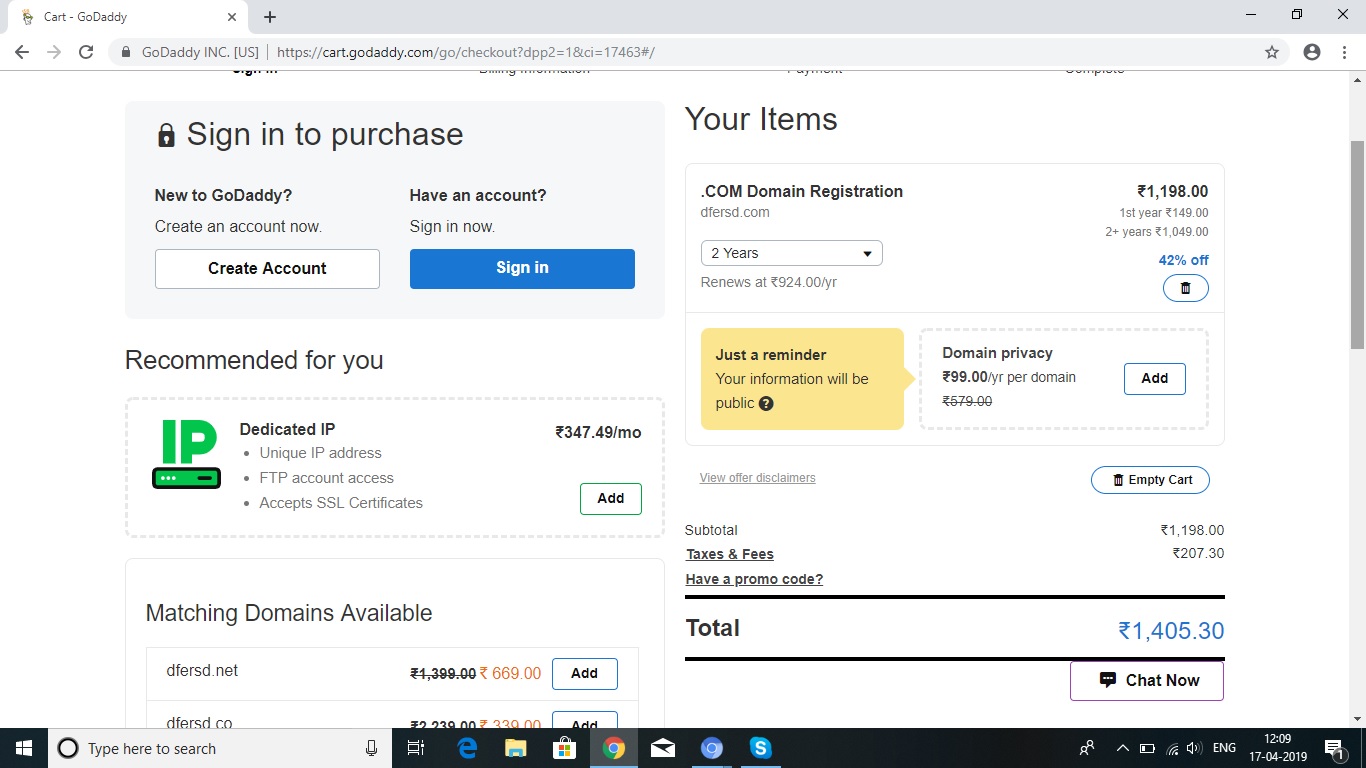 Cart - GoDaddy
GoDaddy INC. [US]
https://cart.godaddy.com/go/checkout?dpp2=1&ci=17463#/
Sign in
Billing Information
Payment
Complete
Sign in to purchase
New to GoDaddy?
Create an account now.
Create Account
Have an account?
Sign in now.
Sign in
Recommended for you
IP
Dedicated IP
₹347.49/mo
Unique IP address
FTP account access
Accepts SSL Certificates
Add
Matching Domains Available
dfersd.net
₹1,399.00 ₹ 669.00
Add
dfersd.co
₹2,239.00 ₹ 339.00
Add
Your Items
.COM Domain Registration
₹1,198.00
dfersd.com
1st year ₹149.00
2+ years ₹1,049.00
2 Years
42% off
Renews at ₹924.00/yr
Just a reminder
Your information will be
public ?
Domain privacy
₹99.00/yr per domain
₹579.00
Add
View offer disclaimers
Empty Cart
Subtotal
₹1,198.00
Taxes & Fees
₹207.30
Have a promo code?
Total
₹1,405.30
Chat Now
Type here to search
ENG
12:09
17-04-2019
1